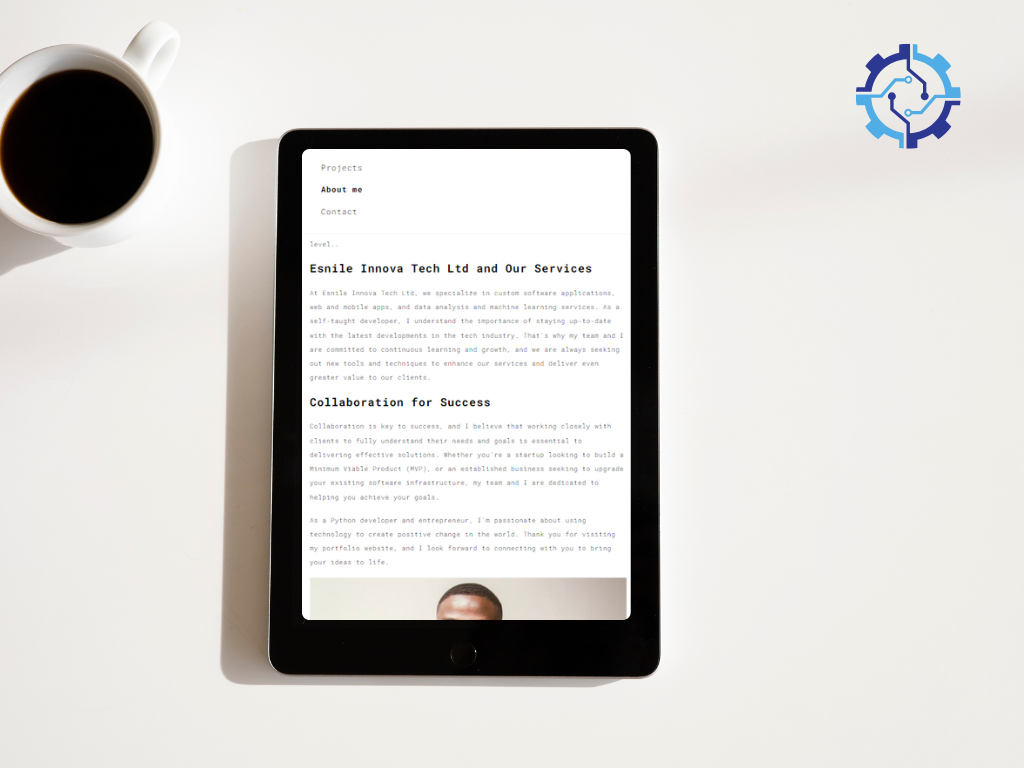 Projects
About me
Contact
level..
Esnile Innova Tech Ltd and Our Services
At Esnile Innova Tech Ltd, we specialize in custom software applications,
web and mobile apps, and data analysis and machine learning services. As a
self-taught developer, I understand the importance of staying up-to-date
with the latest developments in the tech industry. That's why my team and I
are committed to continuous learning and growth, and we are always seeking
out new tools and techniques to enhance our services and deliver even
greater value to our clients.
Collaboration for Success
Collaboration is key to success, and I believe that working closely with
clients to fully understand their needs and goals is essential to
delivering effective solutions. Whether you're a startup looking to build a
Minimum Viable Product (MVP), or an established business seeking to upgrade
your existing software infrastructure, my team and I are dedicated to
helping you achieve your goals.
As a Python developer and entrepreneur, I'm passionate about using
technology to create positive change in the world. Thank you for visiting
my portfolio website, and I look forward to connecting with you to bring
your ideas to life.